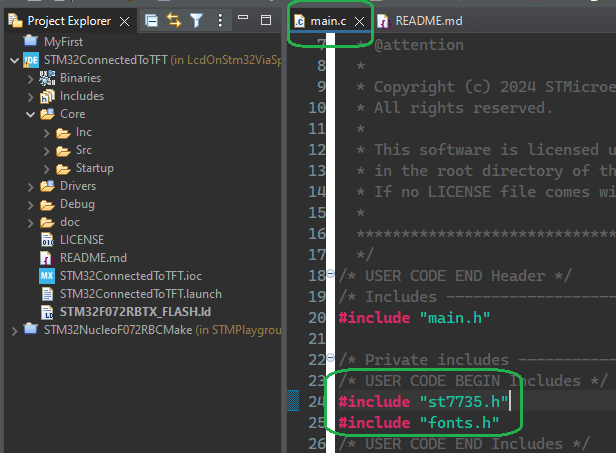 Project Explorer
MyFirst
STM32ConnectedToTFT (in LcdOnStm32ViaSp
Binaries
Includes
Core
Inc
Src
Startup
Drivers
Debug
doc
LICENSE
README.md
STM32ConnectedToTFT.ioc
STM32ConnectedToTFT.launch
STM32F072RBTX_FLASH.ld
STM32NucleoF072RBCMake (in STMPlaygrou
main.c
README.md
7 * @attention
8 *
9 * Copyright (c) 2024 STMicroe
10 * All rights reserved.
11 *
12 * This software is licensed u
13 * in the root directory of th
14 * If no LICENSE file comes wi
15 *
16 ******************************
17 */
18 /* USER CODE END Header */
19 /* Includes --------------------
20 #include "main.h"
21
22 /* Private includes ------------
23 /* USER CODE BEGIN Includes */
24 #include "st7735.h"
25 #include "fonts.h"
26 /* USER CODE END Includes */